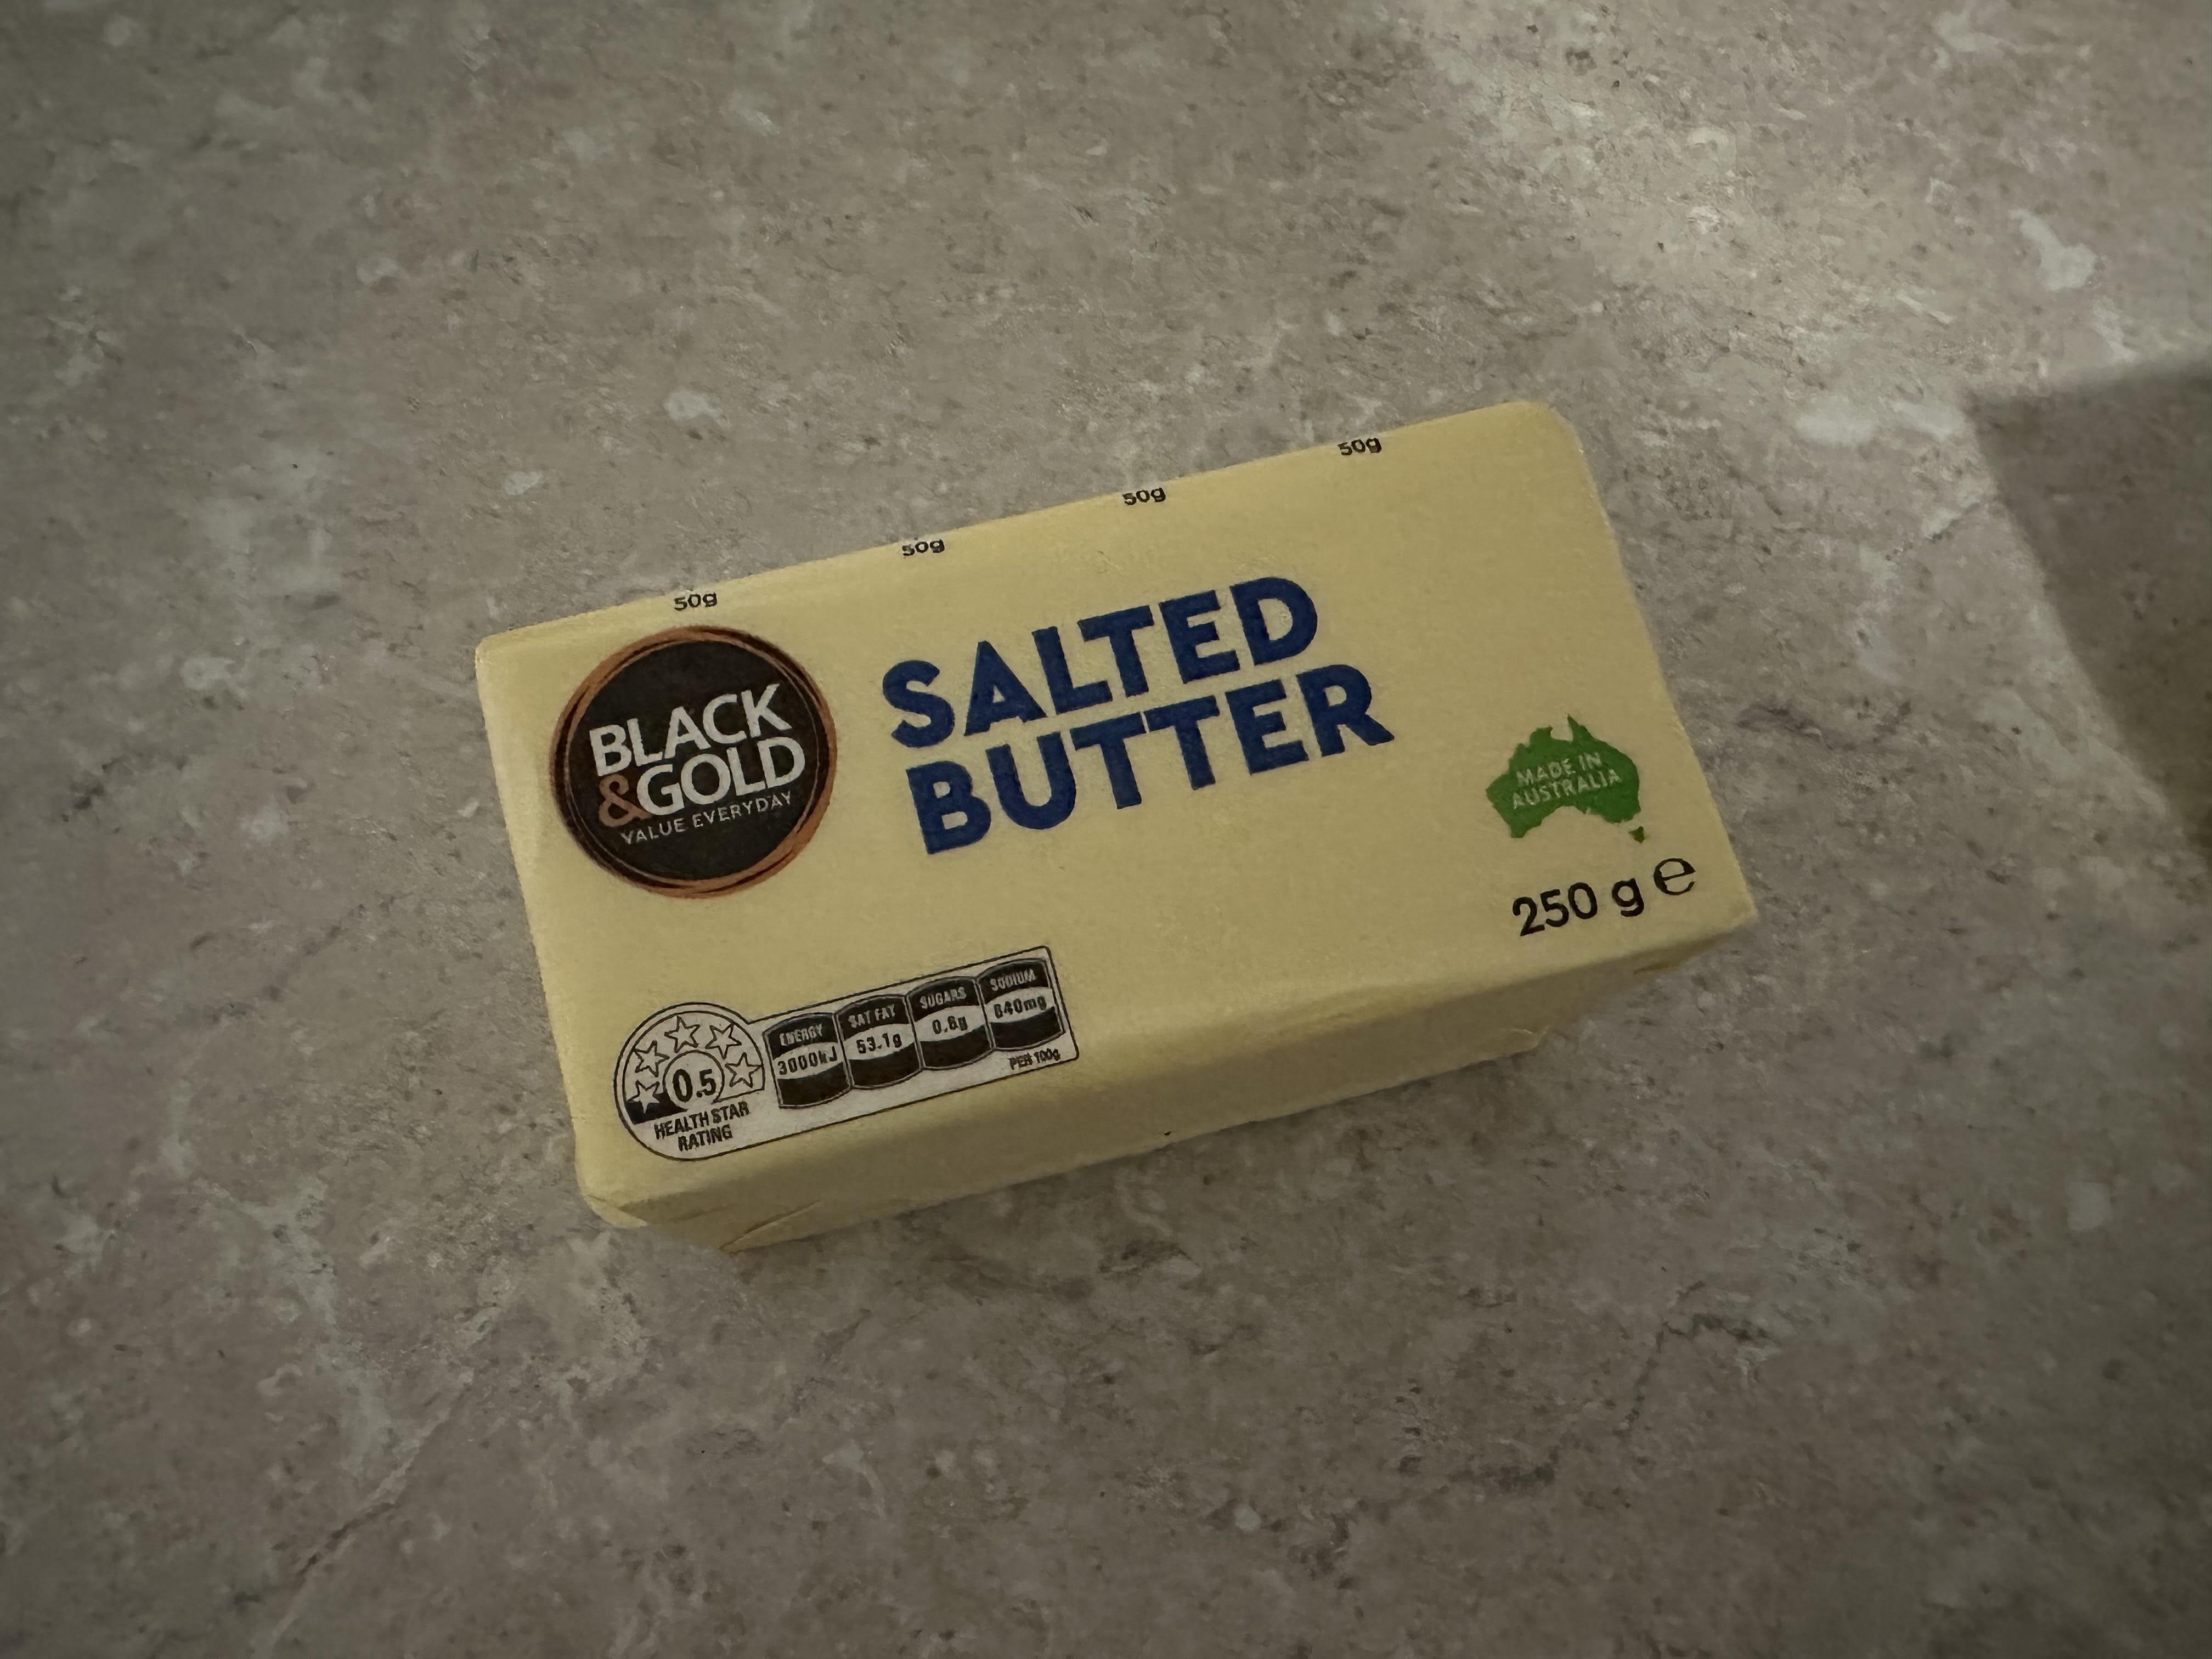 50g
50g
50g
50g
BLACK
&GOLD
VALUE EVERYDAY
SALTED
BUTTER
MADE IN
AUSTRALIA
250 g e
0.5
HEALTH STAR
RATING
ENERGY
3000kJ
SAT FAT
53.1g
SUGARS
0.8g
SODIUM
640mg
PER 100g